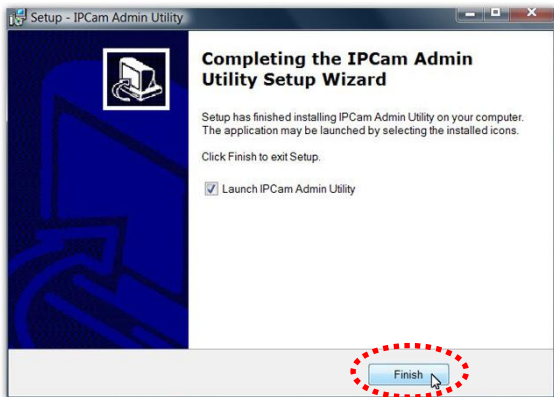 Setup - IPCam Admin Utility
Completing the IPCam Admin
Utility Setup Wizard
Setup has finished installing IPCam Admin Utility on your computer.
The application may be launched by selecting the installed icons.
Click Finish to exit Setup.
Launch IPCam Admin Utility
Finish